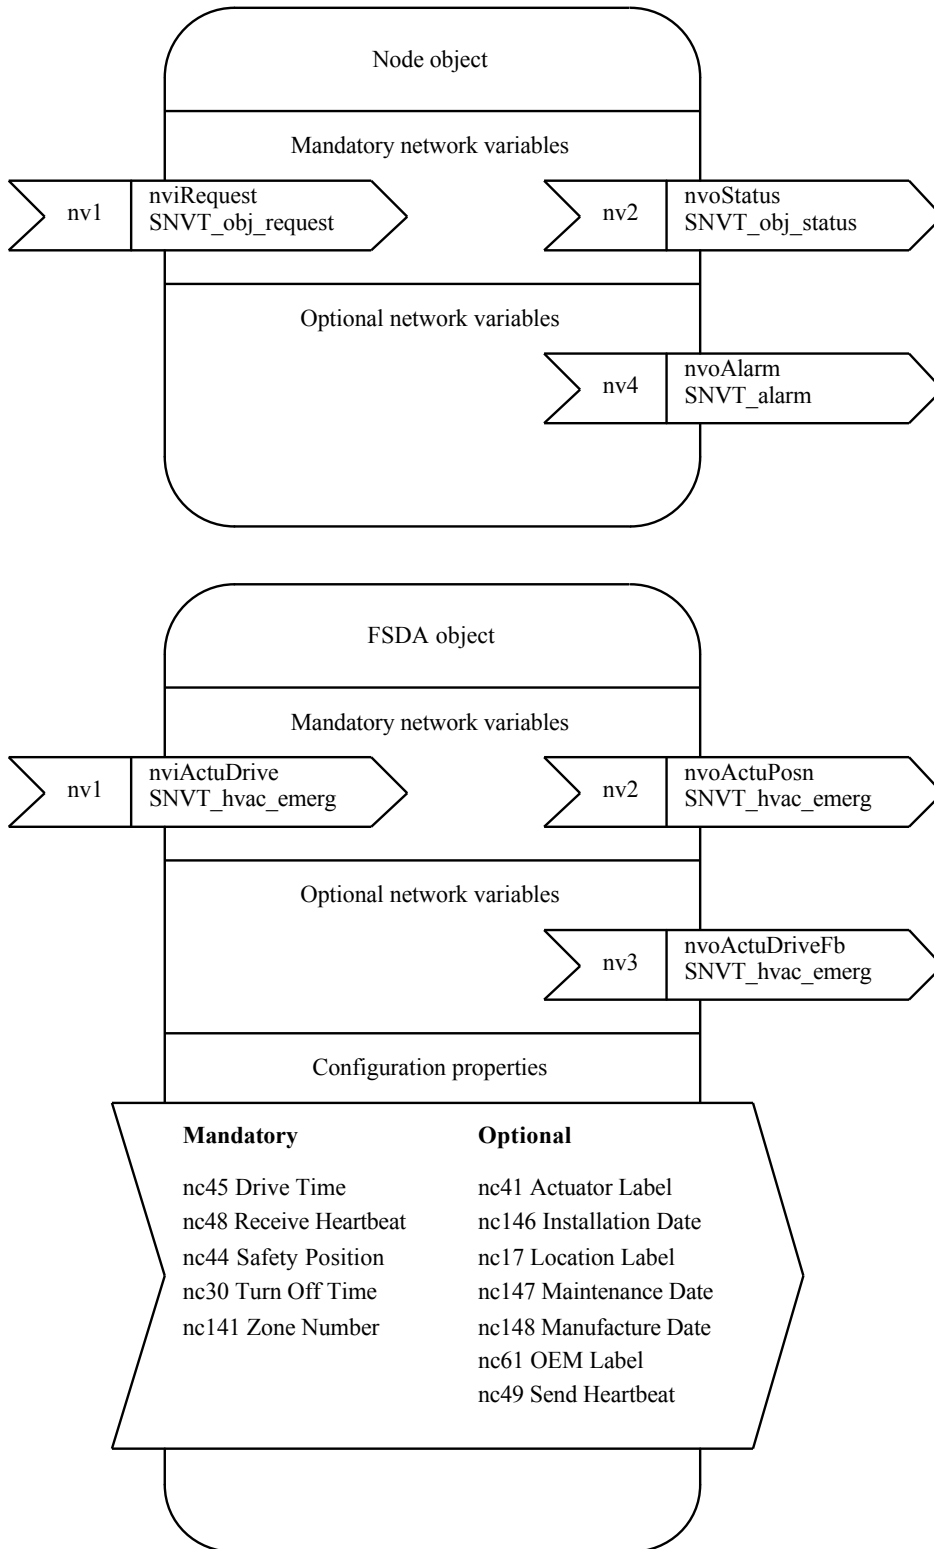 Node object
Mandatory network variables
nv1
nviRequest
SNVT_obj_request
nv2
nvoStatus
SNVT_obj_status
Optional network variables
nv4
nvoAlarm
SNVT_alarm
FSDA object
Mandatory network variables
nv1
nviActuDrive
SNVT_hvac_emerg
nv2
nvoActuPosn
SNVT_hvac_emerg
Optional network variables
nv3
nvoActuDriveFb
SNVT_hvac_emerg
Configuration properties
Mandatory
nc45 Drive Time
nc48 Receive Heartbeat
nc44 Safety Position
nc30 Turn Off Time
nc141 Zone Number
Optional
nc41 Actuator Label
nc146 Installation Date
nc17 Location Label
nc147 Maintenance Date
nc148 Manufacture Date
nc61 OEM Label
nc49 Send Heartbeat